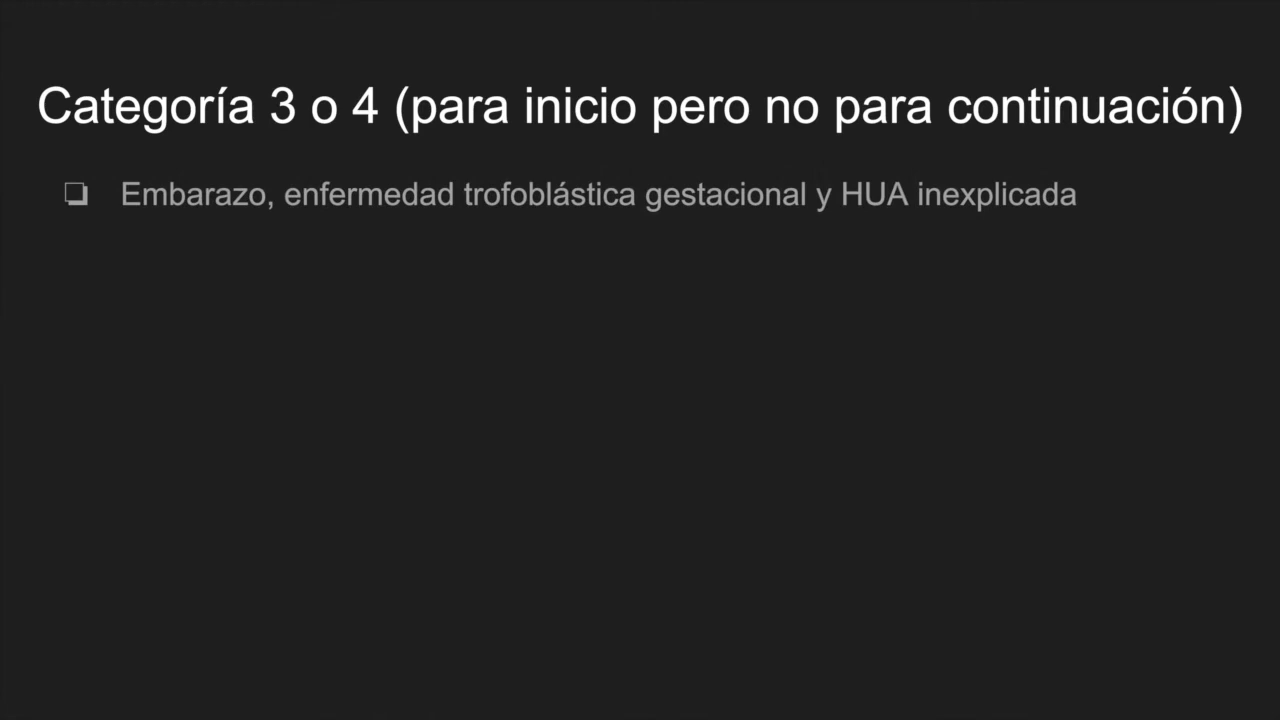 Categoría 3 o 4 (para inicio pero no para continuación)
❏ Embarazo, enfermedad trofoblástica gestacional y HUA inexplicada